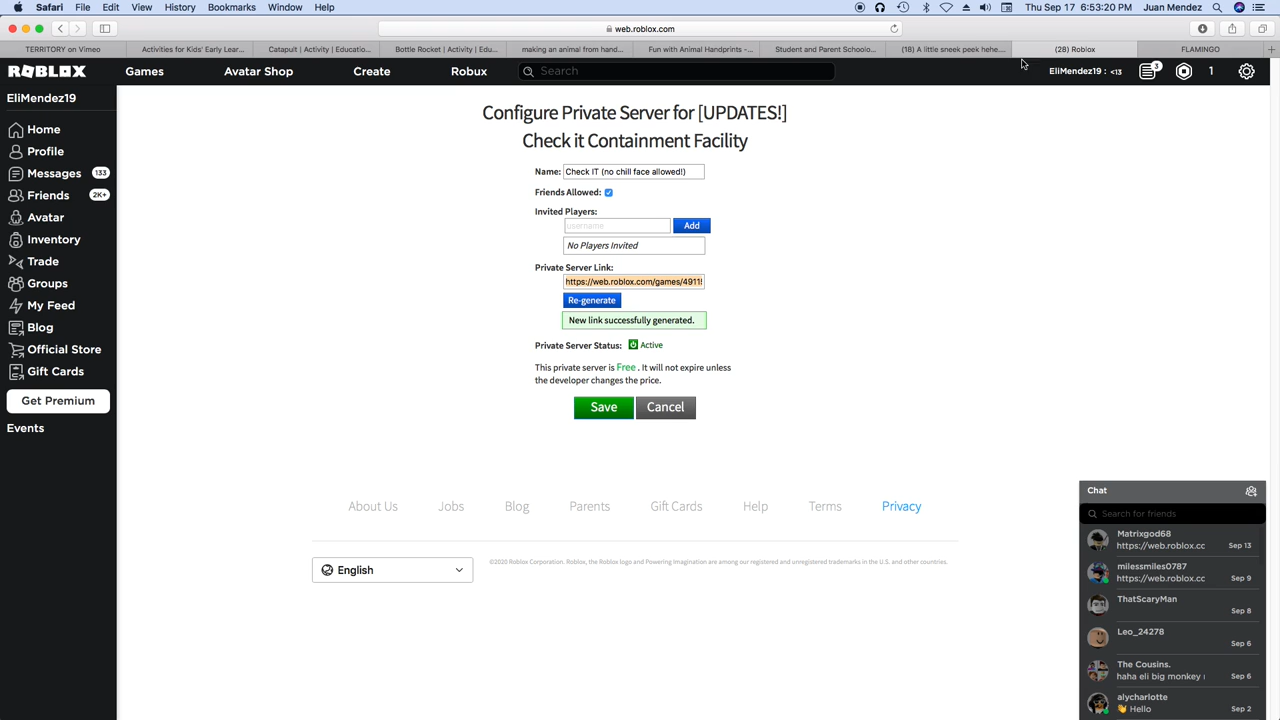 Safari File Edit View History Bookmarks Window Help
Thu Sep 17 6:53:20 PM Juan Mendez
web.roblox.com
TERRITORY on Vimeo
Activities for Kids' Early Lear...
Catapult | Activity | Educatio...
Bottle Rocket | Activity | Edu...
making an animal from hand...
Fun with Animal Handprints -...
Student and Parent Schoolo...
(18) A little sneek peek hehe....
(28) Roblox
FLAMINGO
ROBLOX Games Avatar Shop Create Robux Search EliMendez19 : <13 3 1
EliMendez19
Home
Profile
Messages 133
Friends 2K+
Avatar
Inventory
Trade
Groups
My Feed
Blog
Official Store
Gift Cards
Get Premium
Events
Configure Private Server for [UPDATES!]
Check it Containment Facility
Name: Check IT (no chill face allowed!)
Friends Allowed:
Invited Players:
username Add
No Players Invited
Private Server Link:
https://web.roblox.com/games/4911
Re-generate
New link successfully generated.
Private Server Status: Active
This private server is Free . It will not expire unless
the developer changes the price.
Save Cancel
About Us Jobs Blog Parents Gift Cards Help Terms Privacy
English
©2020 Roblox Corporation. Roblox, the Roblox logo and Powering Imagination are among our registered and unregistered trademarks in the U.S. and other countries.
Chat
Search for friends
Matrixgod68
https://web.roblox.cc Sep 13
milessmiles0787
https://web.roblox.cc Sep 9
ThatScaryMan
Sep 8
Leo_24278
Sep 6
The Cousins.
haha eli big monkey Sep 6
alycharlotte
👋 Hello Sep 2